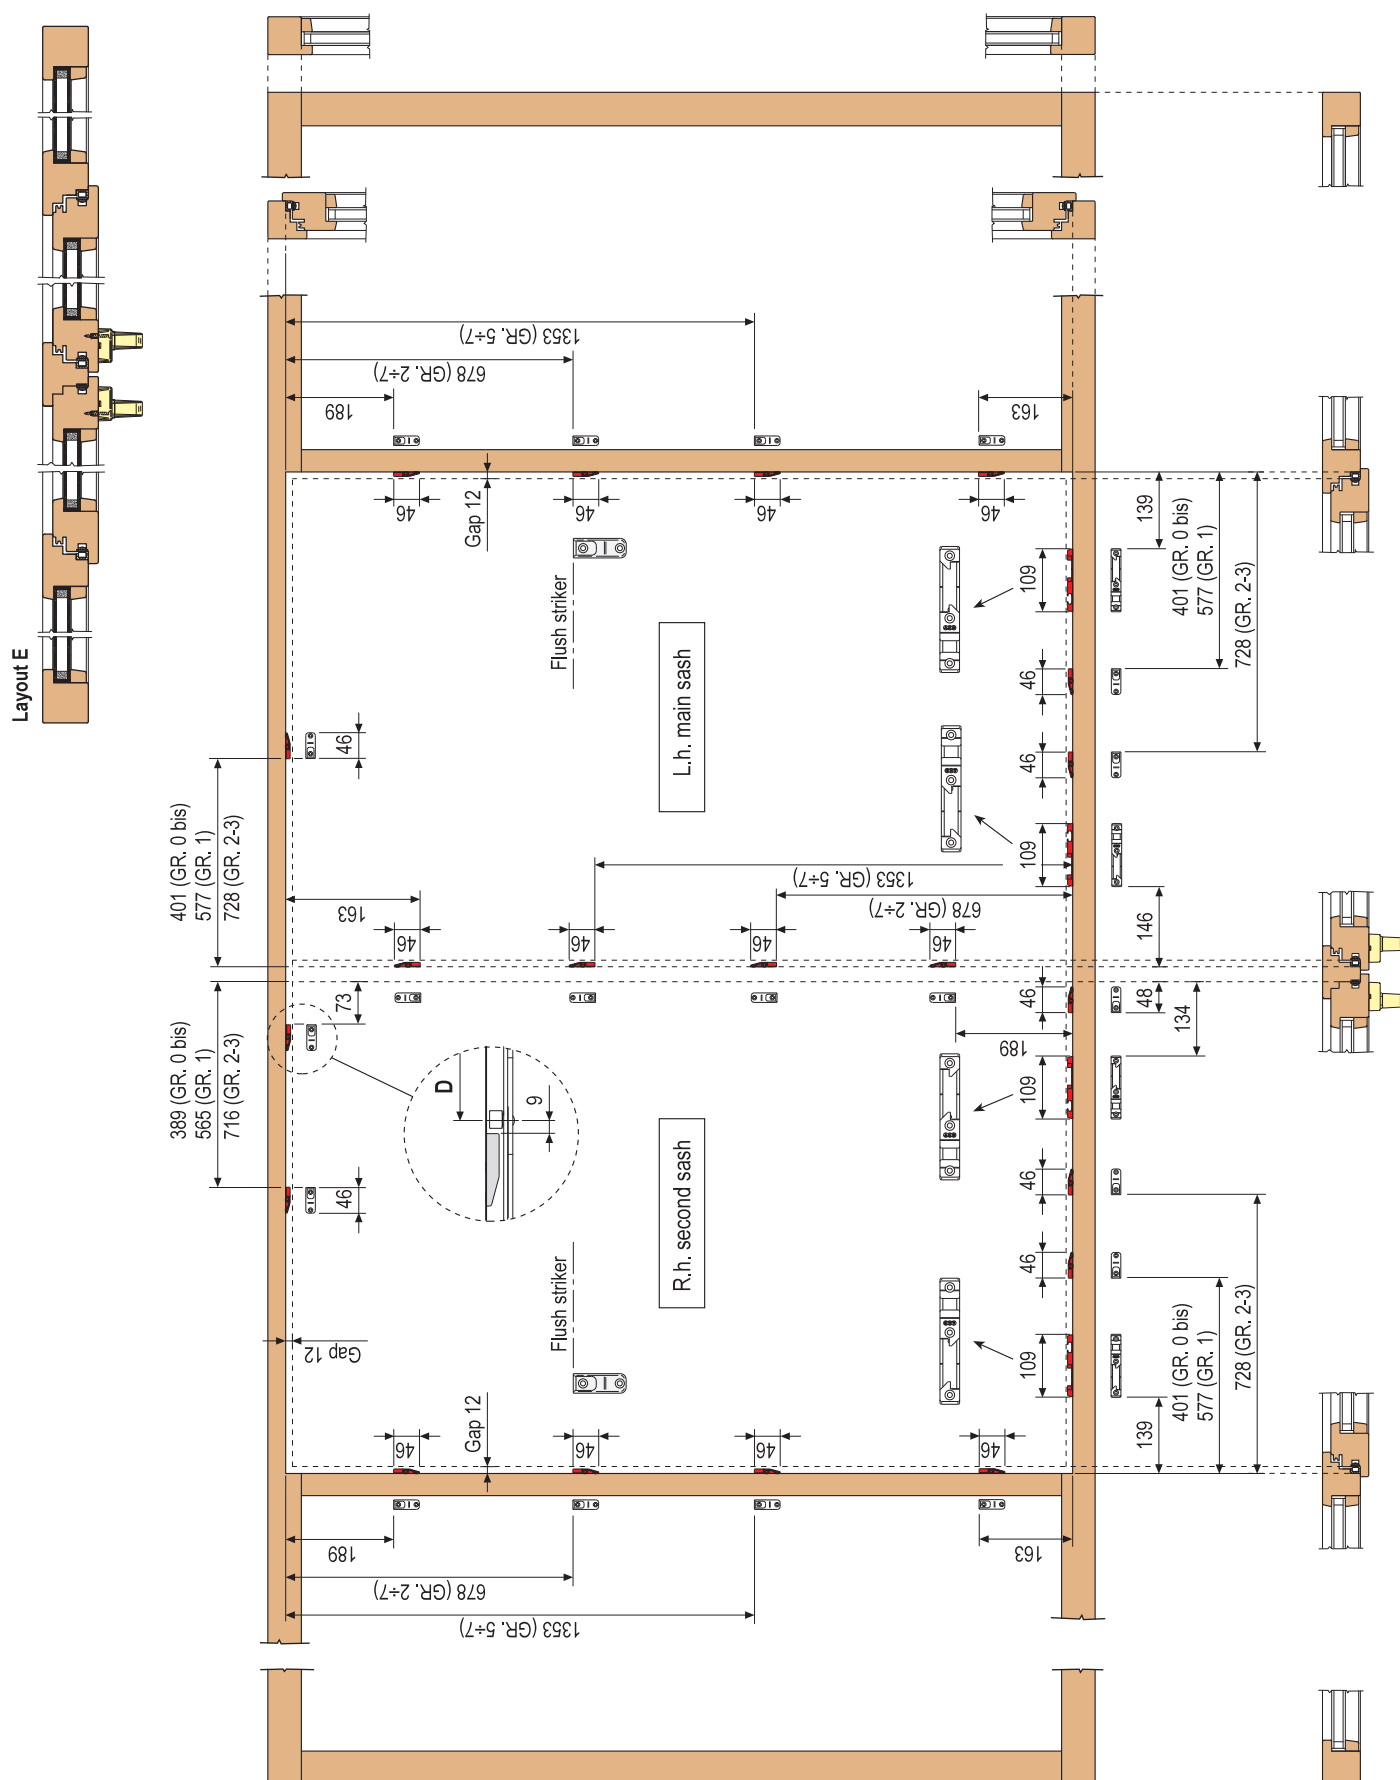 Layout E
1353 (GR. 5÷7)
678 (GR. 2÷7)
189
163
46
46
46
46
Gap 12
139
401 (GR. 0 bis)
577 (GR. 1)
728 (GR. 2-3)
Flush striker
109
46
L.h. main sash
46
46
109
401 (GR. 0 bis)
577 (GR. 1)
728 (GR. 2-3)
163
1353 (GR. 5÷7)
678 (GR. 2÷7)
146
46
46
46
46
73
46
48
134
189
389 (GR. 0 bis)
565 (GR. 1)
716 (GR. 2-3)
D
9
109
R.h. second sash
46
46
46
Flush striker
Gap 12
109
401 (GR. 0 bis)
577 (GR. 1)
728 (GR. 2-3)
139
Gap 12
46
46
46
46
189
163
678 (GR. 2÷7)
1353 (GR. 5÷7)